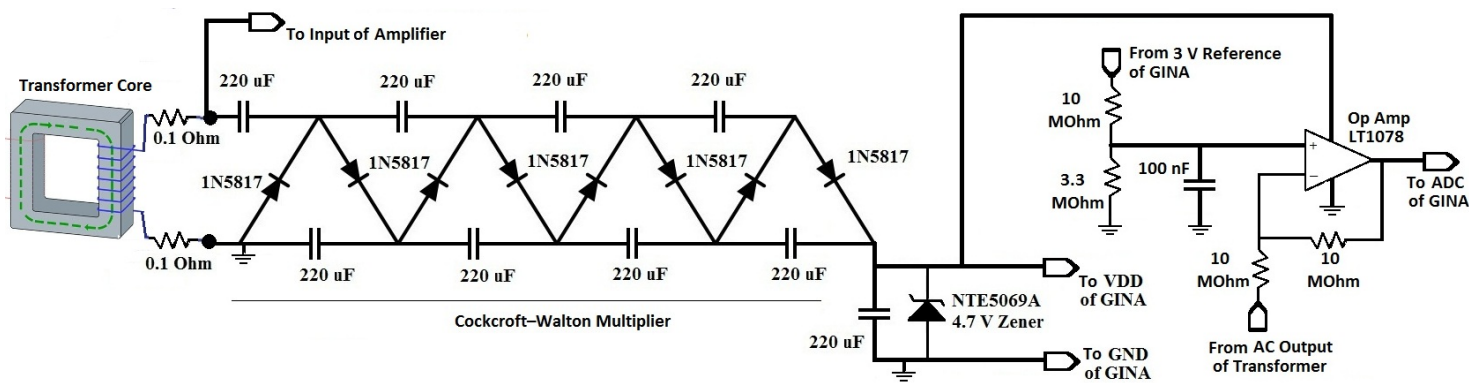 To Input of Amplifier
Transformer Core
220 uF
220 uF
220 uF
220 uF
0.1 Ohm
1N5817
1N5817
1N5817
1N5817
1N5817
0.1 Ohm
220 uF
220 uF
220 uF
220 uF
Cockcroft–Walton Multiplier
220 uF
NTE5069A
4.7 V Zener
To VDD
of GINA
To GND
of GINA
From 3 V Reference
of GINA
10
MOhm
3.3
MOhm
100 nF
Op Amp
LT1078
+
−
To ADC
of GINA
10
MOhm
10
MOhm
From AC Output
of Transformer